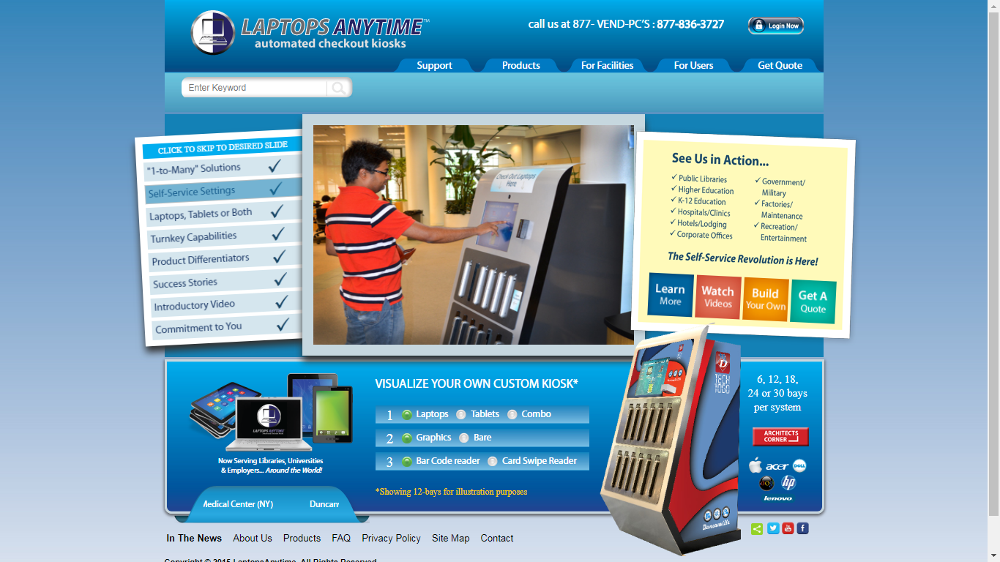 LAPTOPS ANYTIME™
automated checkout kiosks
call us at 877- VEND-PC'S : 877-836-3727
Login Now
Support
Products
For Facilities
For Users
Get Quote
Enter Keyword
CLICK TO SKIP TO DESIRED SLIDE
"1-to-Many" Solutions
Self-Service Settings
Laptops, Tablets or Both
Turnkey Capabilities
Product Differentiators
Success Stories
Introductory Video
Commitment to You
Check Out Laptops
Here
See Us in Action...
Public Libraries
Higher Education
K-12 Education
Hospitals/Clinics
Hotels/Lodging
Corporate Offices
Government/
Military
Factories/
Maintenance
Recreation/
Entertainment
The Self-Service Revolution is Here!
Learn
More
Watch
Videos
Build
Your Own
Get A
Quote
LAPTOPS ANYTIME
Now Serving Libraries, Universities
& Employers... Around the World!
Medical Center (NY)
Duncan
VISUALIZE YOUR OWN CUSTOM KIOSK*
1 Laptops Tablets Combo
2 Graphics Bare
3 Bar Code reader Card Swipe Reader
*Showing 12-bays for illustration purposes
D
TECH
TOGO
Duncanville
6, 12, 18,
24 or 30 bays
per system
ARCHITECTS
CORNER
acer
DELL
hp
lenovo
In The News
About Us
Products
FAQ
Privacy Policy
Site Map
Contact
Copyright © 2015 LaptopsAnytime. All Rights Reserved